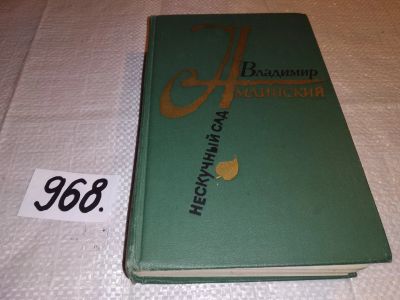 Владимир
Амлинский
НЕСКУЧНЫЙ САД
968.